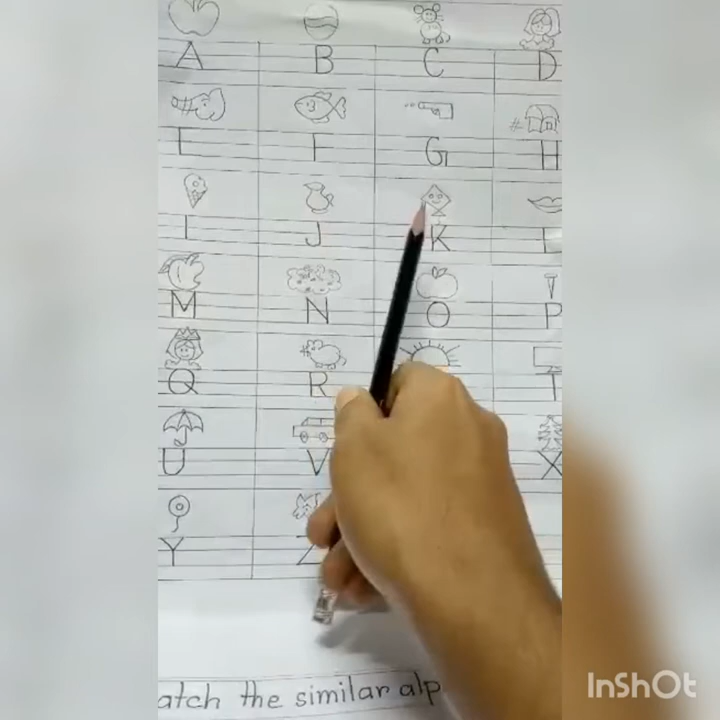 A B C D
F G H
I J K L
M N O P
Q R T
U V X
Y Z
atch the similar alp
InShOt